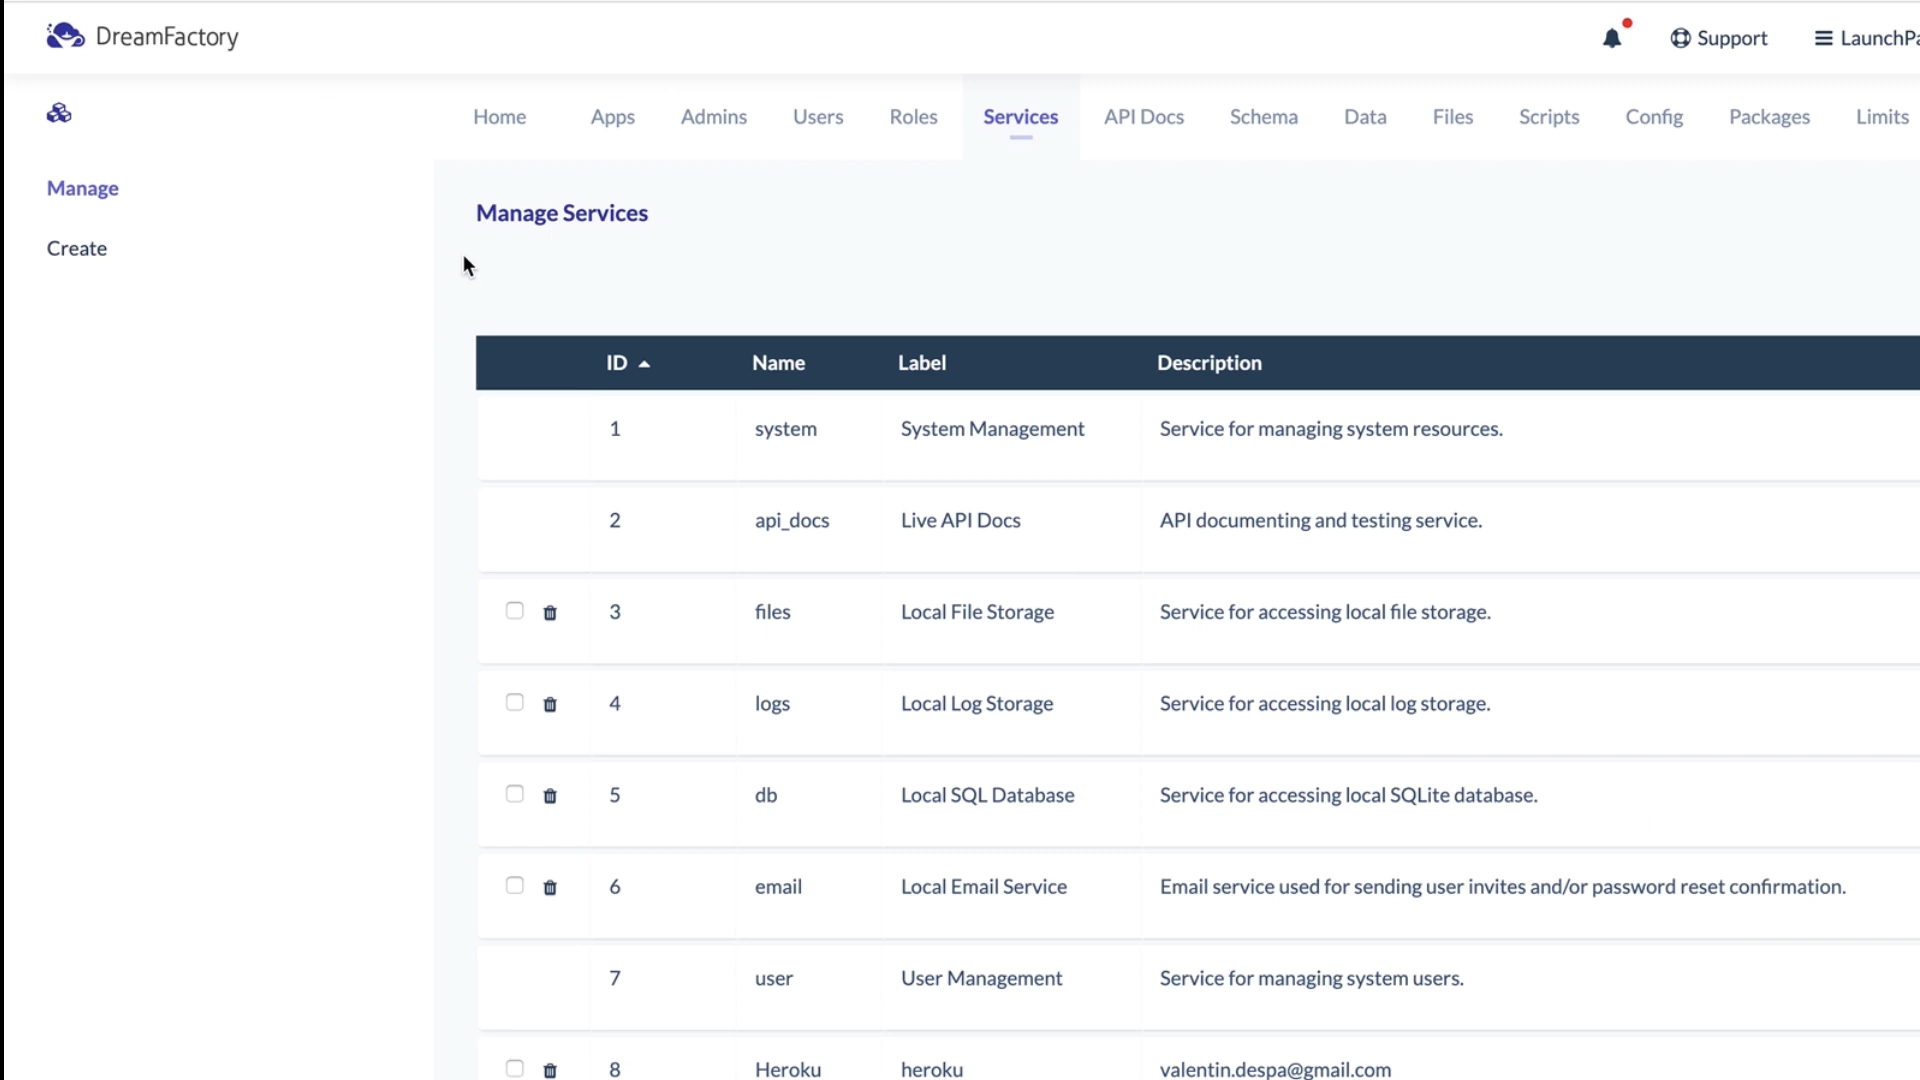 DreamFactory
Support
LaunchPa
Home Apps Admins Users Roles Services API Docs Schema Data Files Scripts Config Packages Limits
Manage
Create
Manage Services
ID Name Label Description
1 system System Management Service for managing system resources.
2 api_docs Live API Docs API documenting and testing service.
3 files Local File Storage Service for accessing local file storage.
4 logs Local Log Storage Service for accessing local log storage.
5 db Local SQL Database Service for accessing local SQLite database.
6 email Local Email Service Email service used for sending user invites and/or password reset confirmation.
7 user User Management Service for managing system users.
8 Heroku heroku valentin.despa@gmail.com